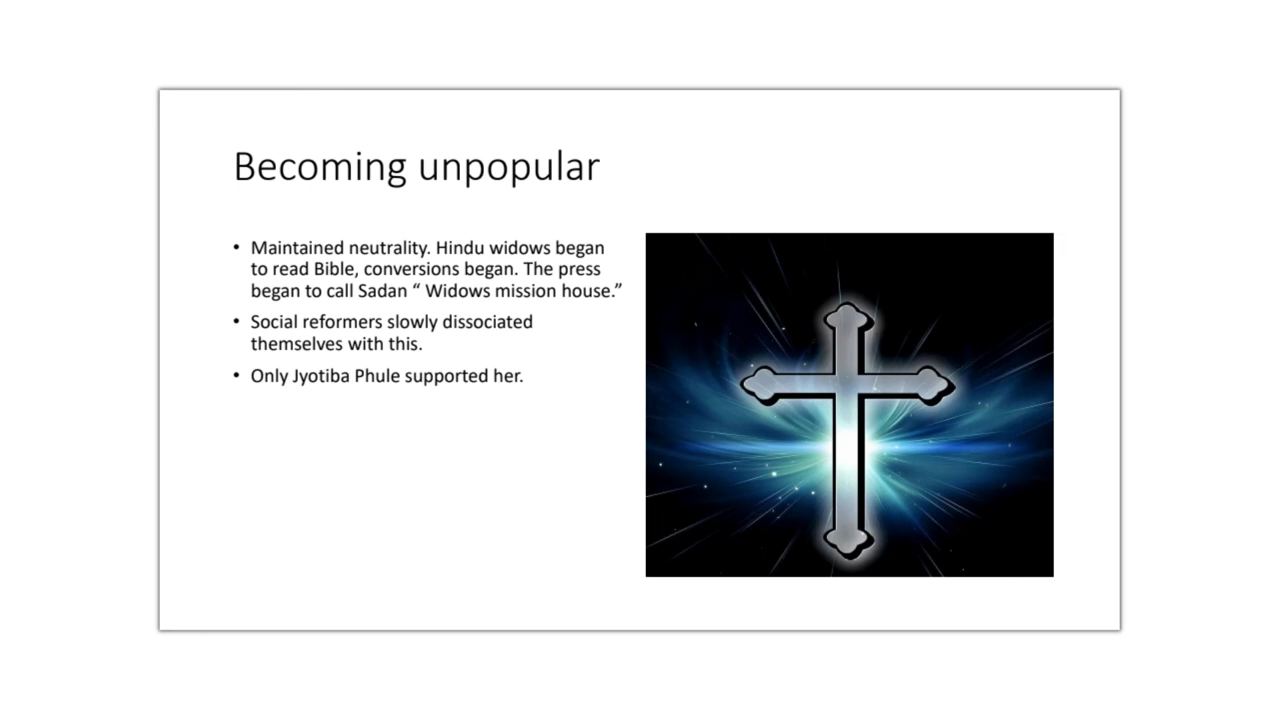 Becoming unpopular
• Maintained neutrality. Hindu widows began
to read Bible, conversions began. The press
began to call Sadan “ Widows mission house.”
• Social reformers slowly dissociated
themselves with this.
• Only Jyotiba Phule supported her.